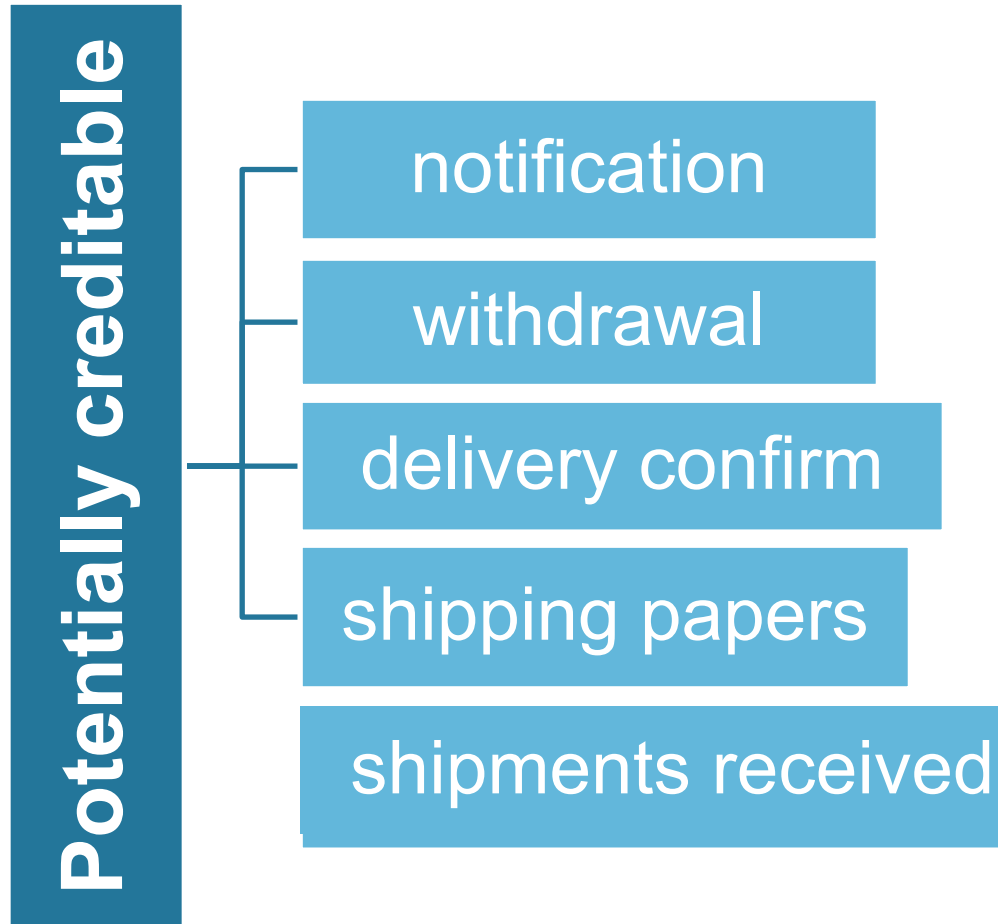 Potentially creditable
notification
withdrawal
delivery confirm
shipping papers
shipments received